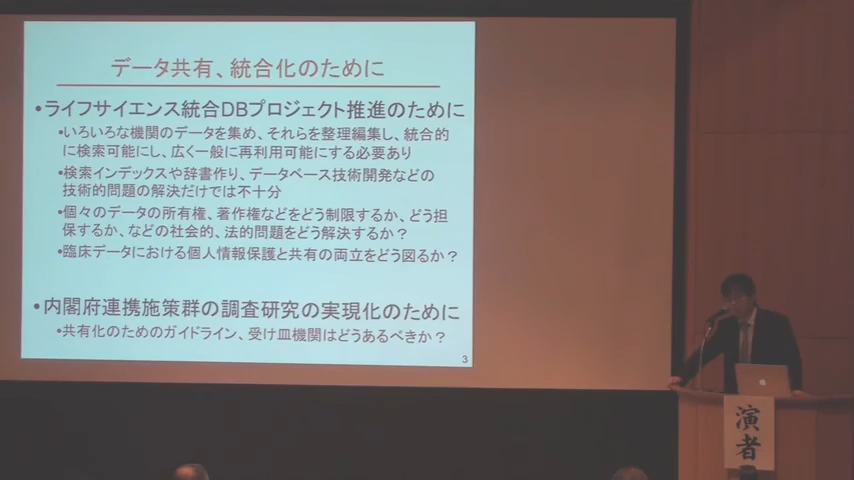 データ共有、統合化のために
•ライフサイエンス統合DBプロジェクト推進のために
•いろいろな機関のデータを集め、それらを整理編集し、統合的
に検索可能にし、広く一般に再利用可能にする必要あり
•検索インデックスや辞書作り、データベース技術開発などの
技術的問題の解決だけでは不十分
•個々のデータの所有権、著作権などをどう制限するか、どう担
保するか、などの社会的、法的問題をどう解決するか？
•臨床データにおける個人情報保護と共有の両立をどう図るか？
•内閣府連携施策群の調査研究の実現化のために
•共有化のためのガイドライン、受け皿機関はどうあるべきか？
3
演者